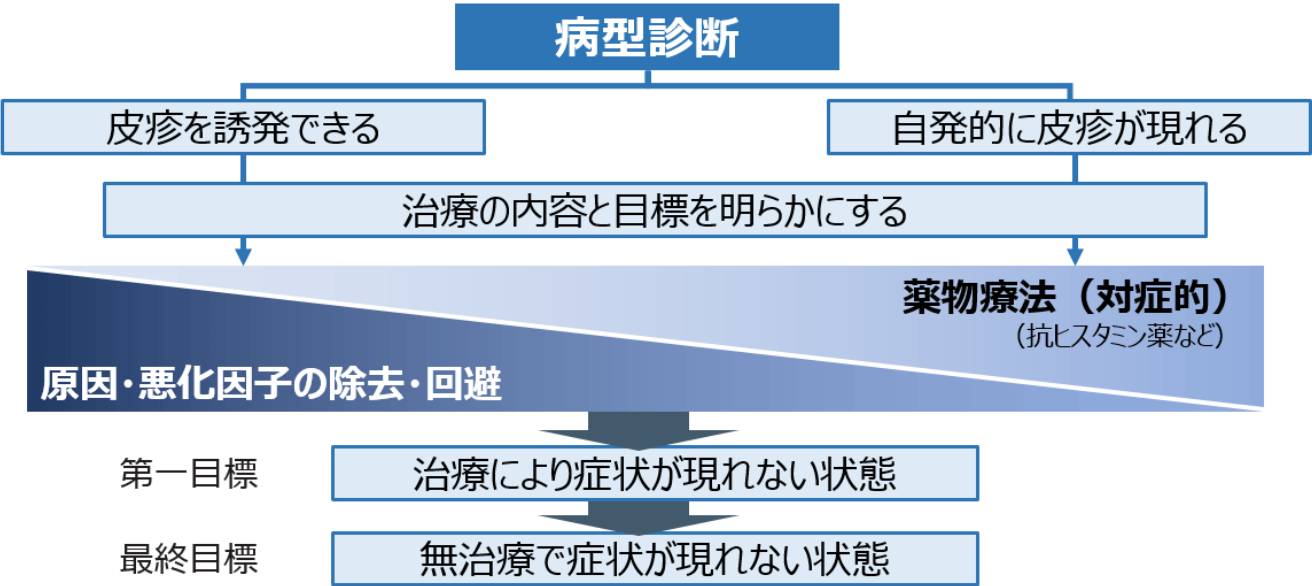 病型診断
皮疹を誘発できる
自発的に皮疹が現れる
治療の内容と目標を明らかにする
薬物療法（対症的）
（抗ヒスタミン薬など）
原因・悪化因子の除去・回避
第一目標
治療により症状が現れない状態
最終目標
無治療で症状が現れない状態